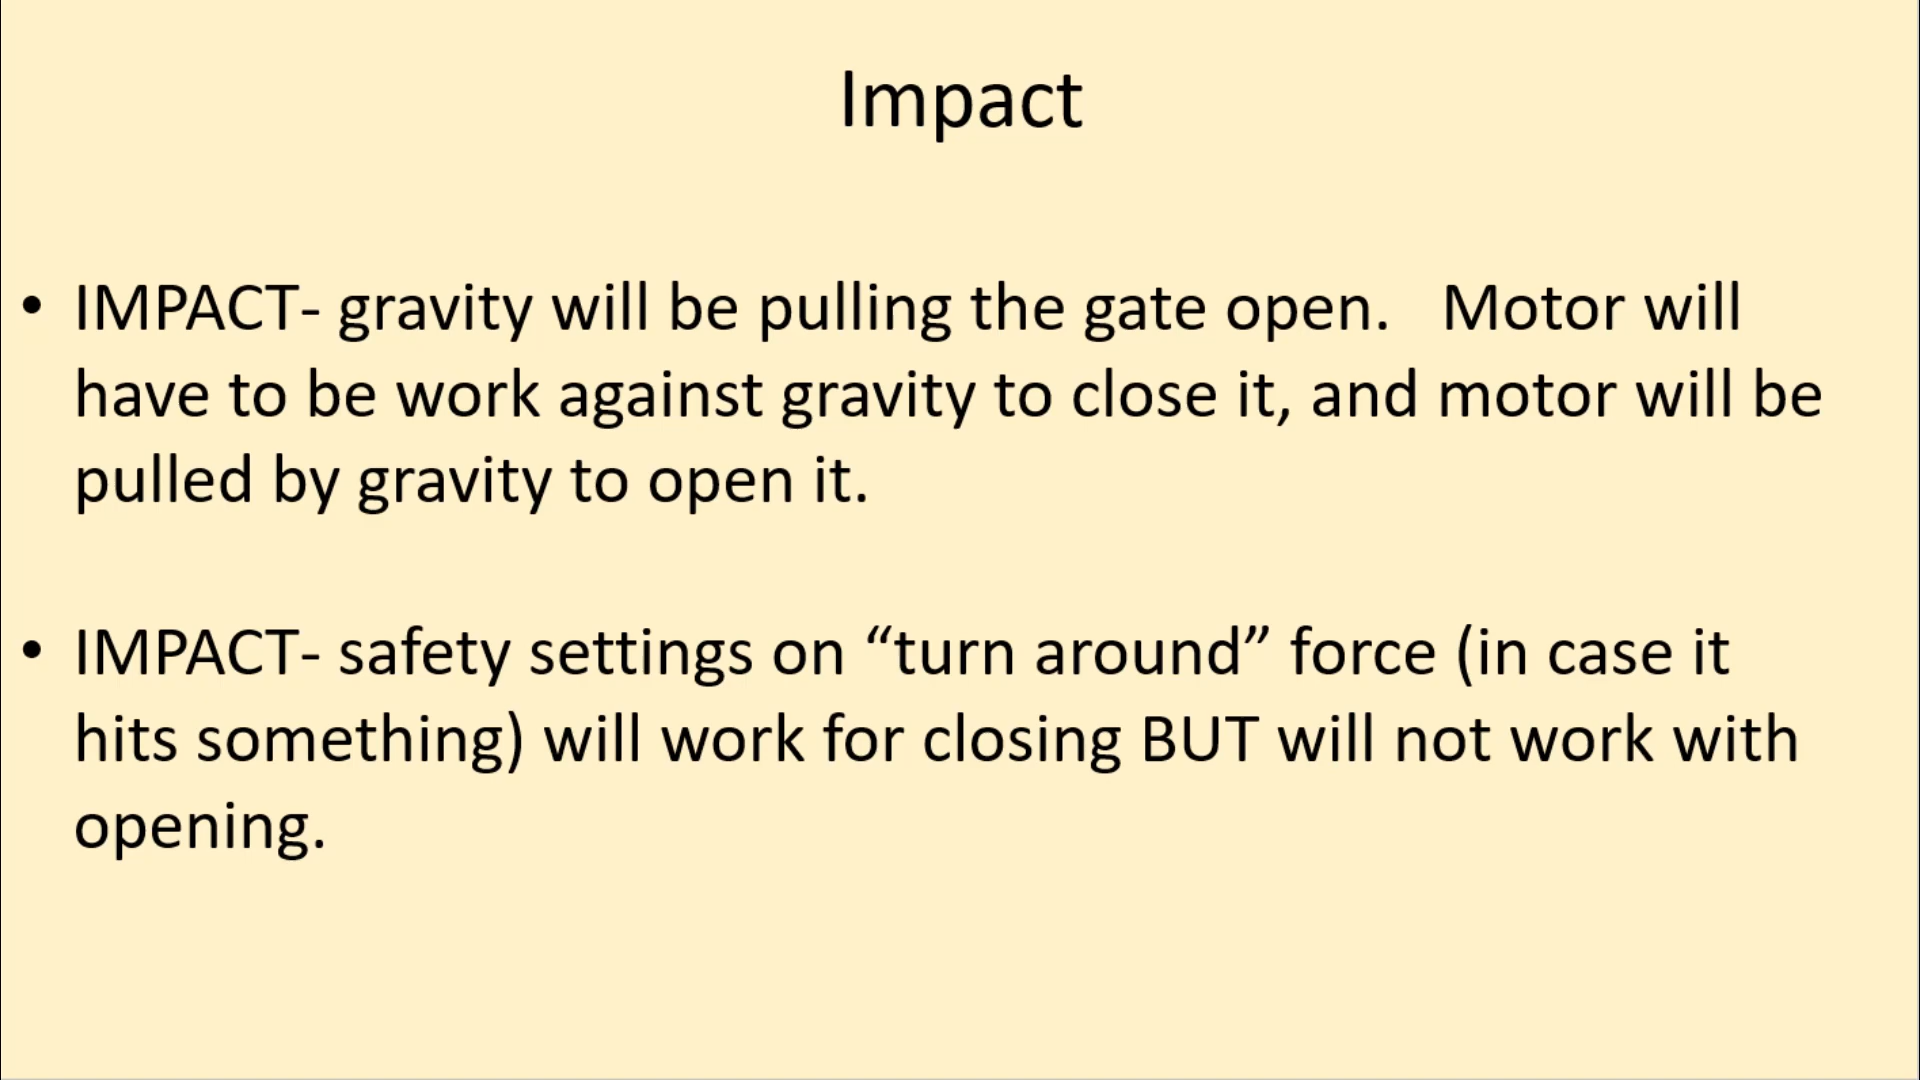 Impact
• IMPACT- gravity will be pulling the gate open.   Motor will
have to be work against gravity to close it, and motor will be
pulled by gravity to open it.
• IMPACT- safety settings on “turn around” force (in case it
hits something) will work for closing BUT will not work with
opening.